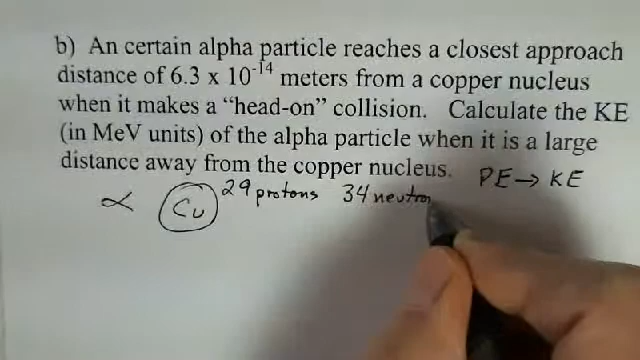 b) An certain alpha particle reaches a closest approach
distance of 6.3 x 10⁻¹⁴ meters from a copper nucleus
when it makes a “head-on” collision. Calculate the KE
(in MeV units) of the alpha particle when it is a large
distance away from the copper nucleus. PE→KE
α Cu 29 protons 34 neutron